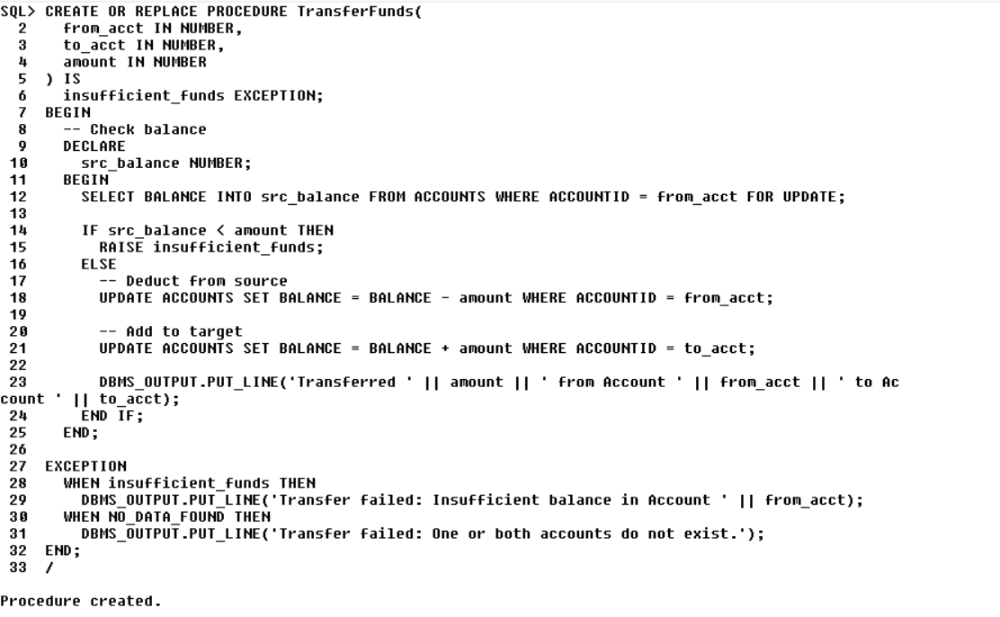 SQL> CREATE OR REPLACE PROCEDURE TransferFunds(
  2    from_acct IN NUMBER,
  3    to_acct IN NUMBER,
  4    amount IN NUMBER
  5  ) IS
  6    insufficient_funds EXCEPTION;
  7  BEGIN
  8    -- Check balance
  9    DECLARE
 10      src_balance NUMBER;
 11    BEGIN
 12      SELECT BALANCE INTO src_balance FROM ACCOUNTS WHERE ACCOUNTID = from_acct FOR UPDATE;
 13
 14      IF src_balance < amount THEN
 15        RAISE insufficient_funds;
 16      ELSE
 17        -- Deduct from source
 18        UPDATE ACCOUNTS SET BALANCE = BALANCE - amount WHERE ACCOUNTID = from_acct;
 19
 20        -- Add to target
 21        UPDATE ACCOUNTS SET BALANCE = BALANCE + amount WHERE ACCOUNTID = to_acct;
 22
 23        DBMS_OUTPUT.PUT_LINE('Transferred ' || amount || ' from Account ' || from_acct || ' to Ac
count ' || to_acct);
 24      END IF;
 25    END;
 26
 27  EXCEPTION
 28    WHEN insufficient_funds THEN
 29      DBMS_OUTPUT.PUT_LINE('Transfer failed: Insufficient balance in Account ' || from_acct);
 30    WHEN NO_DATA_FOUND THEN
 31      DBMS_OUTPUT.PUT_LINE('Transfer failed: One or both accounts do not exist.');
 32  END;
 33  /
Procedure created.